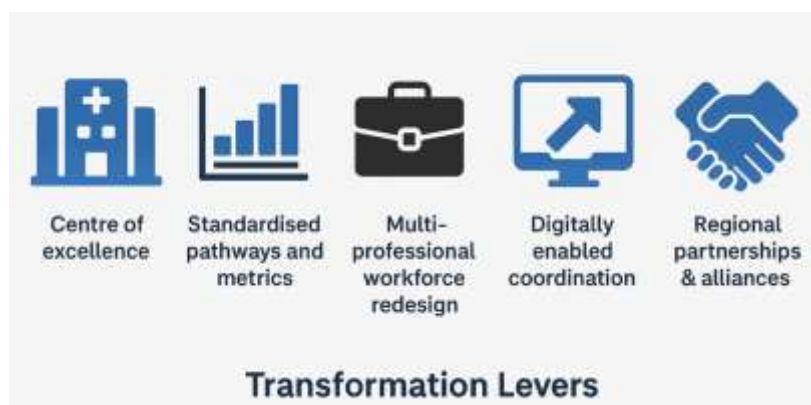 Centre of
excellence
Standardised
pathways and
metrics
Multi-
professional
workforce
redesign
Digitally
enabled
coordination
Regional
partnerships
& alliances
Transformation Levers